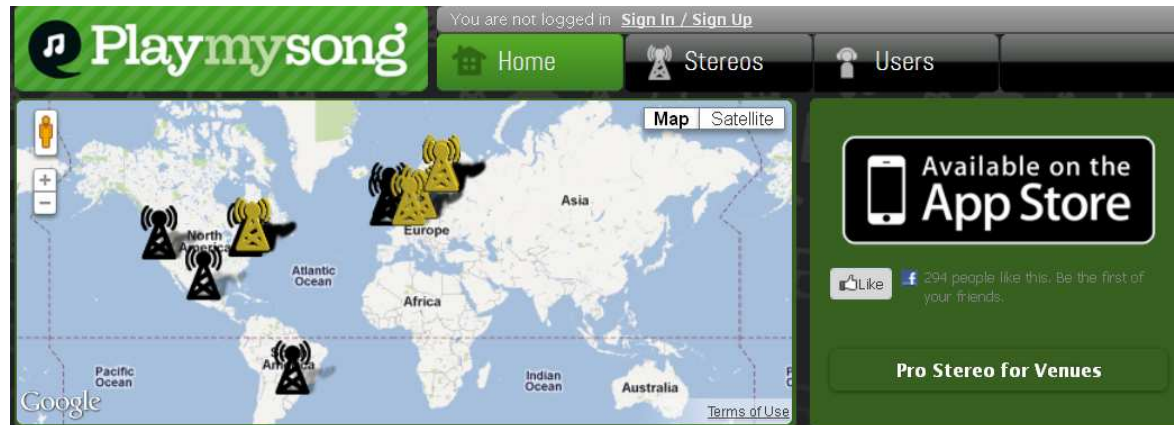 Playmysong
You are not logged in Sign In / Sign Up
Home
Stereos
Users
Map
Satellite
Asia
North
America
Europe
Atlantic
Ocean
Africa
America
Pacific
Ocean
Indian
Ocean
Australia
Google
Terms of Use
Available on the
App Store
Like
294 people like this. Be the first of
your friends.
Pro Stereo for Venues